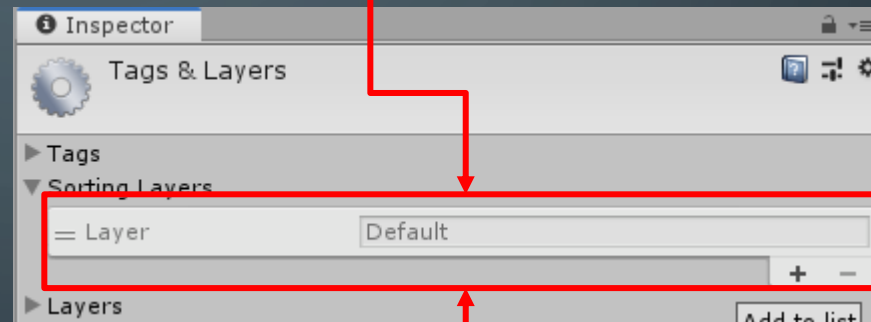 Inspector
Tags & Layers
Tags
Sorting Layers
Layer Default
Layers
Add to list